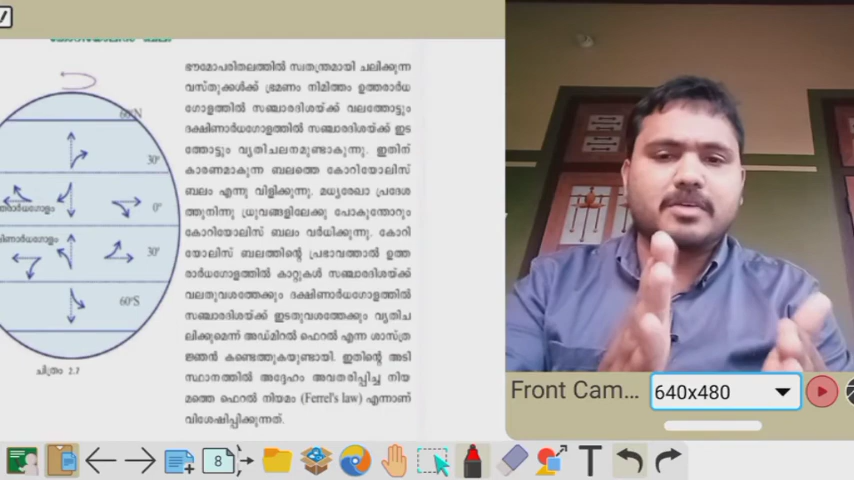 കോറിയോലിസ് ബലം
ഭൗമോപരിതലത്തിൽ സ്വതന്ത്രമായി ചലിക്കുന്ന
വസ്തുക്കൾക്ക് ഭ്രമണം നിമിത്തം ഉത്തരാർധ
ഗോളത്തിൽ സഞ്ചാരദിശയ്ക്ക് വലത്തോട്ടും
ദക്ഷിണാർധഗോളത്തിൽ സഞ്ചാരദിശയ്ക്ക് ഇട
ത്തോട്ടും വ്യതിചലനമുണ്ടാകുന്നു. ഇതിന്
കാരണമാകുന്ന ബലത്തെ കോറിയോലിസ്
ബലം എന്നു വിളിക്കുന്നു. മധ്യരേഖാ പ്രദേശ
ത്തുനിന്നു ധ്രുവങ്ങളിലേക്കു പോകുന്തോറും
കോറിയോലിസ് ബലം വർധിക്കുന്നു. കോറി
യോലിസ് ബലത്തിന്റെ പ്രഭാവത്താൽ ഉത്ത
രാർധഗോളത്തിൽ കാറ്റുകൾ സഞ്ചാരദിശയ്ക്ക്
വലതുവശത്തേക്കും ദക്ഷിണാർധഗോളത്തിൽ
സഞ്ചാരദിശയ്ക്ക് ഇടതുവശത്തേക്കും വ്യതിച
ലിക്കുമെന്ന് അഡ്മിറൽ ഫെറൽ എന്ന ശാസ്ത്ര
ജ്ഞൻ കണ്ടെത്തുകയുണ്ടായി. ഇതിന്റെ അടി
സ്ഥാനത്തിൽ അദ്ദേഹം അവതരിപ്പിച്ച നിയ
മത്തെ ഫെറൽ നിയമം (Ferrel's law) എന്നാണ്
വിശേഷിപ്പിക്കുന്നത്.
60°N
30°
0°
30°
60°S
ചിത്രം 2.7
Front Cam... 640x480
8
T